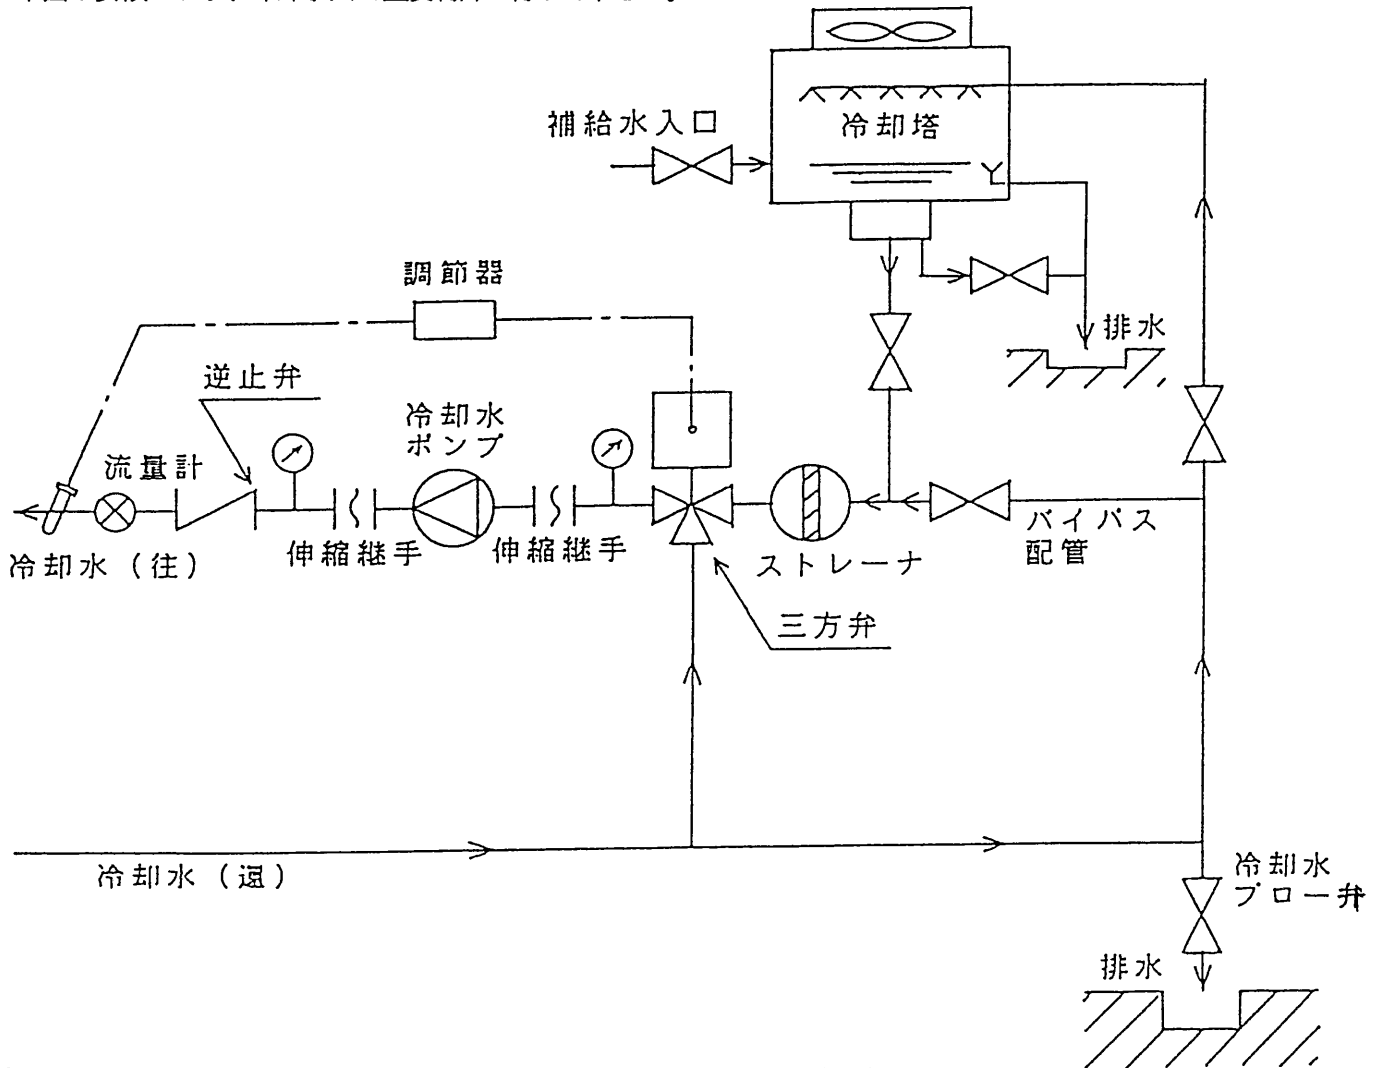 補給水入口
冷却塔
調節器
排水
逆止弁
冷却水
ポンプ
流量計
バイパス
配管
伸縮継手
伸縮継手
ストレーナ
冷却水(往)
三方弁
冷却水(還)
冷却水
ブロー弁
排水